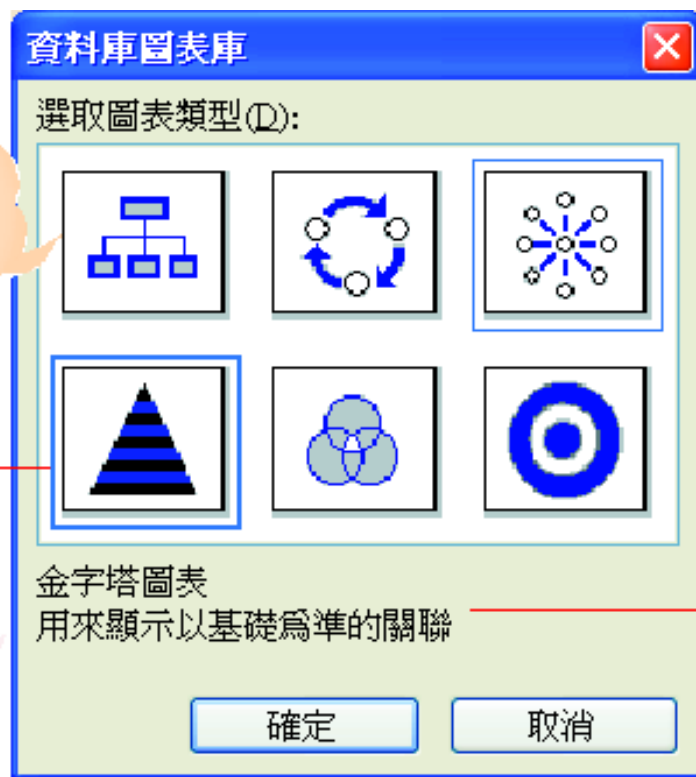 資料庫圖表庫
選取圖表類型(D):
金字塔圖表
用來顯示以基礎為準的關聯
確定
取消